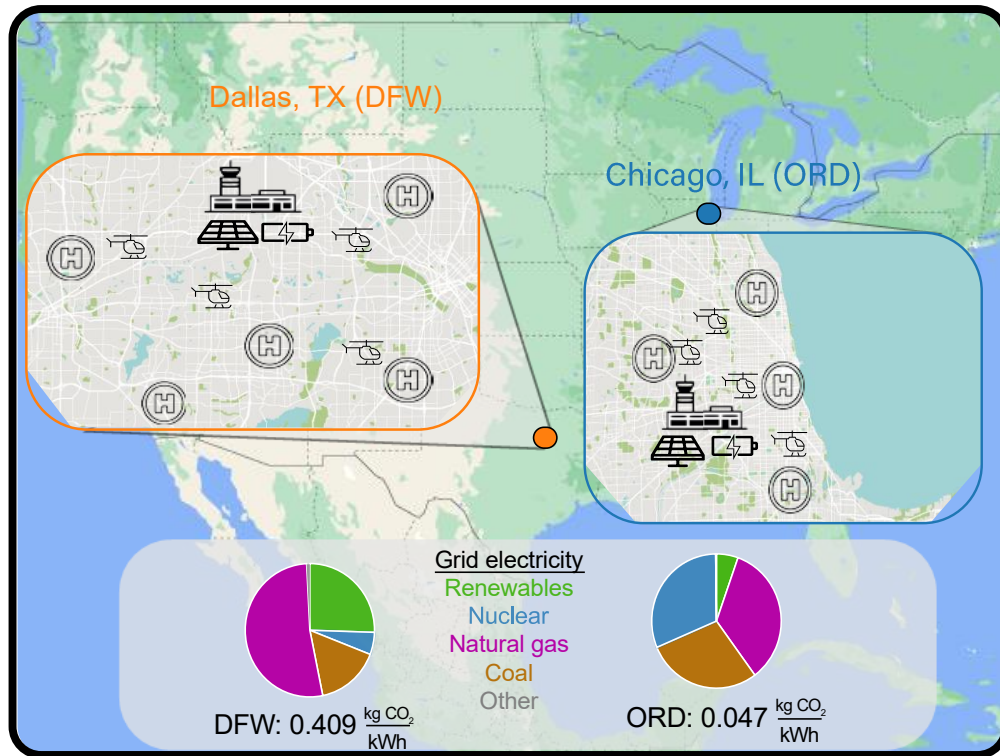 Dallas, TX (DFW)
Chicago, IL (ORD)
H
H
H
H
H
H
H
H
H
Grid electricity
Renewables
Nuclear
Natural gas
Coal
Other
DFW: 0.409 kg CO₂
kWh
ORD: 0.047 kg CO₂
kWh